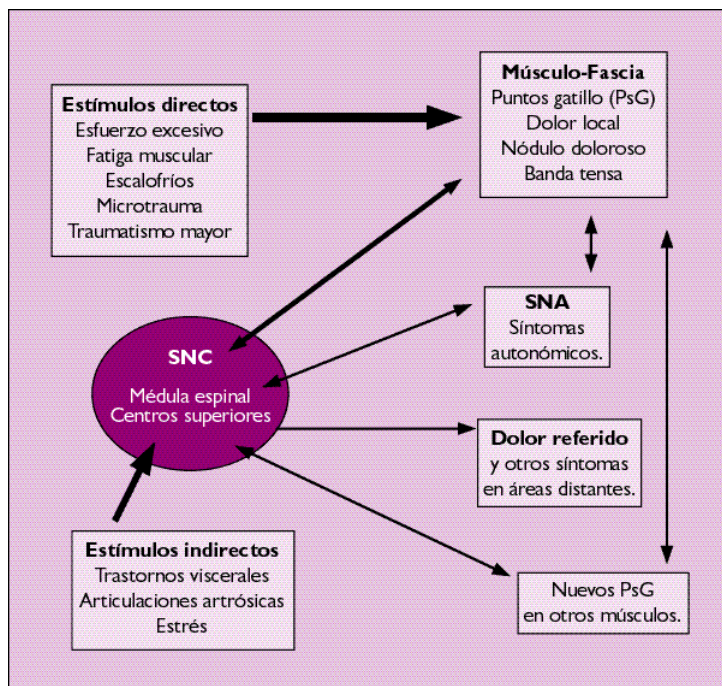 Estímulos directos
Esfuerzo excesivo
Fatiga muscular
Escalofríos
Microtrauma
Traumatismo mayor
Músculo-Fascia
Puntos gatillo (PsG)
Dolor local
Nódulo doloroso
Banda tensa
SNC
Médula espinal
Centros superiores
SNA
Síntomas
autonómicos.
Dolor referido
y otros síntomas
en áreas distantes.
Estímulos indirectos
Trastornos viscerales
Articulaciones artrósicas
Estrés
Nuevos PsG
en otros músculos.